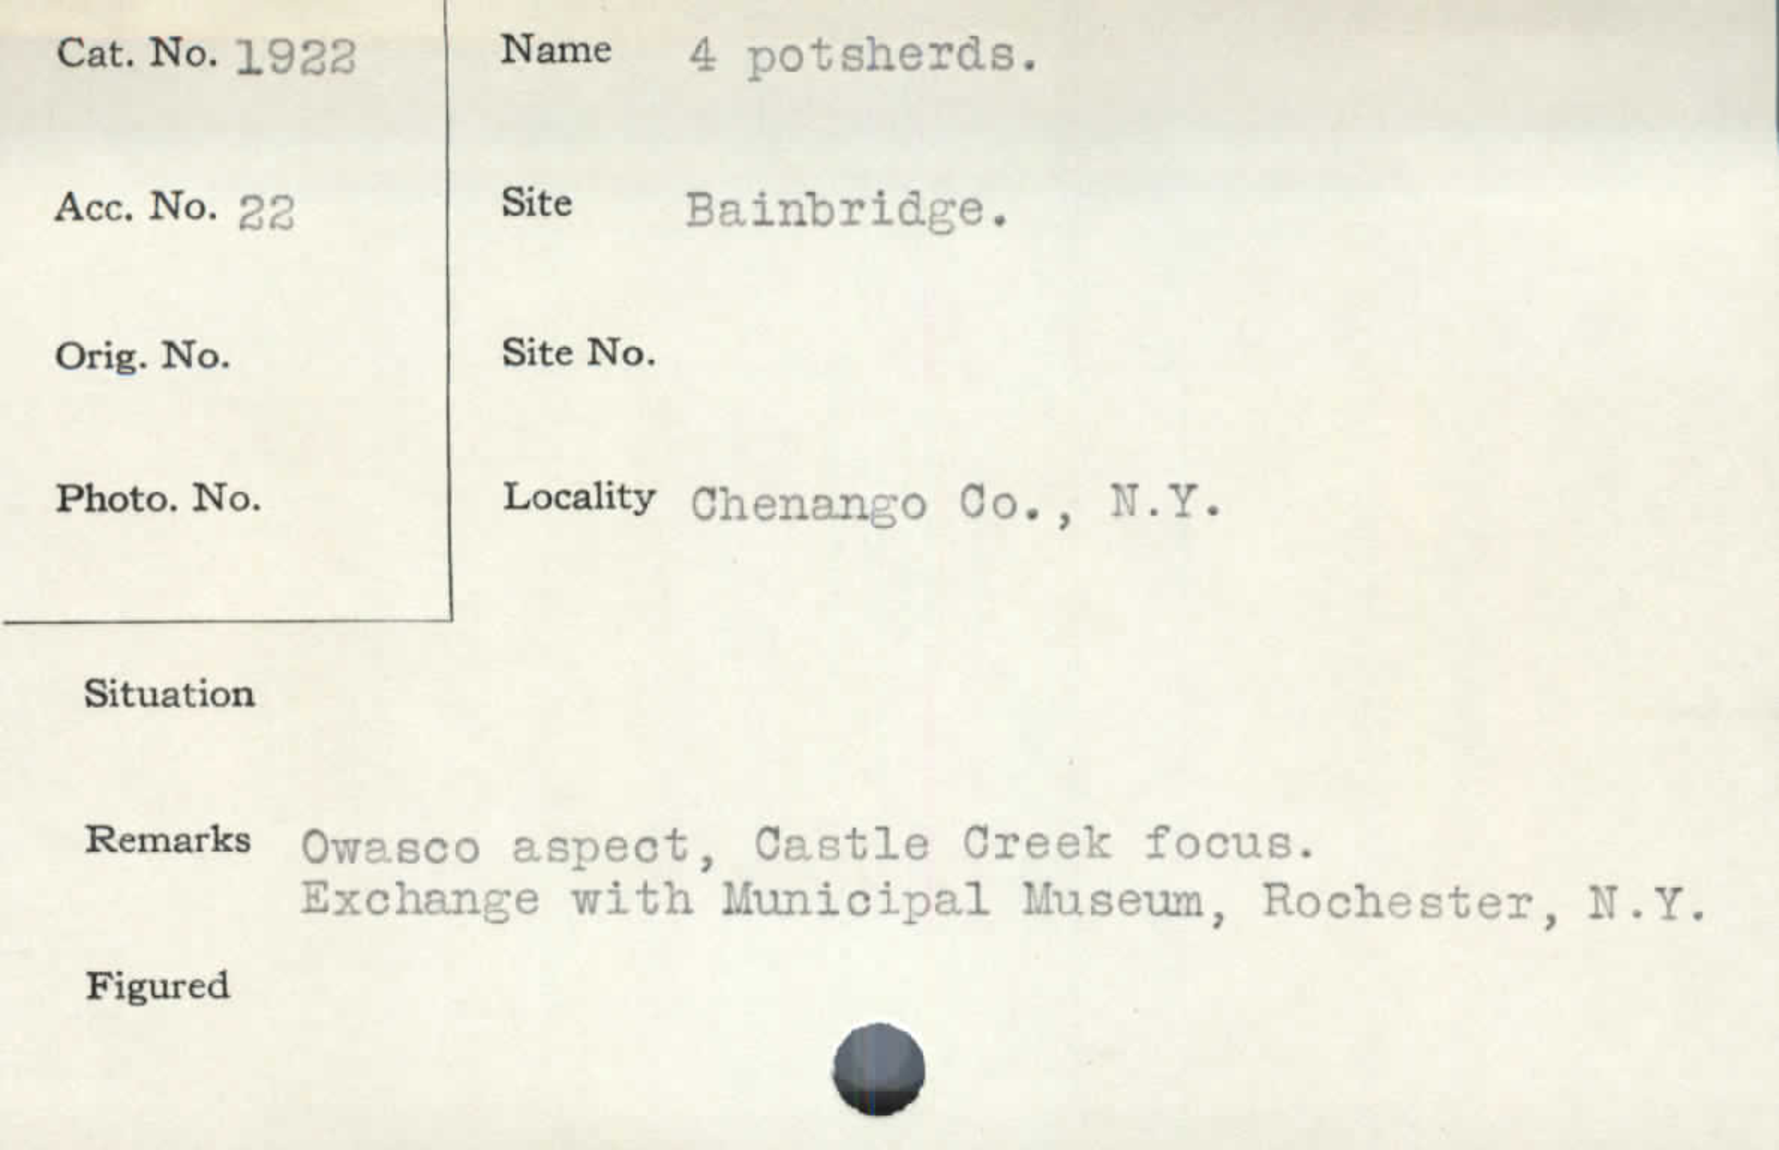 Cat. No. 1922
Name 4 potsherds.
Acc. No. 22
Site Bainbridge.
Orig. No.
Site No.
Photo. No.
Locality Chenango Co., N.Y.
Situation
Remarks Owasco aspect, Castle Creek focus.
Exchange with Municipal Museum, Rochester, N.Y.
Figured